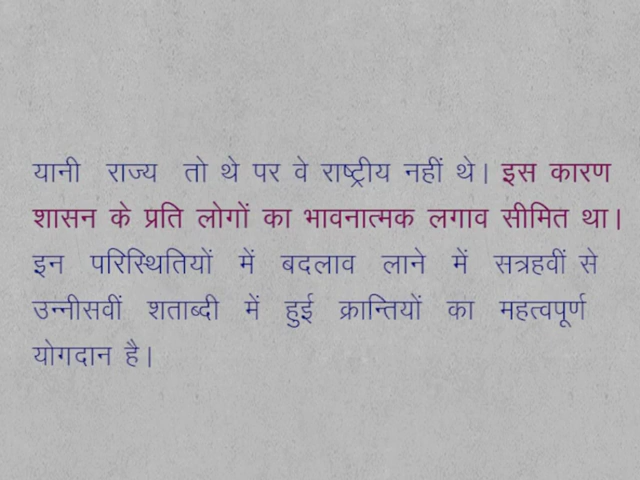 यानी राज्य तो थे पर वे राष्ट्रीय नहीं थे। इस कारण
शासन के प्रति लोगों का भावनात्मक लगाव सीमित था।
इन परिस्थितियों में बदलाव लाने में सत्रहवीं से
उन्नीसवीं शताब्दी में हुई क्रान्तियों का महत्वपूर्ण
योगदान है।